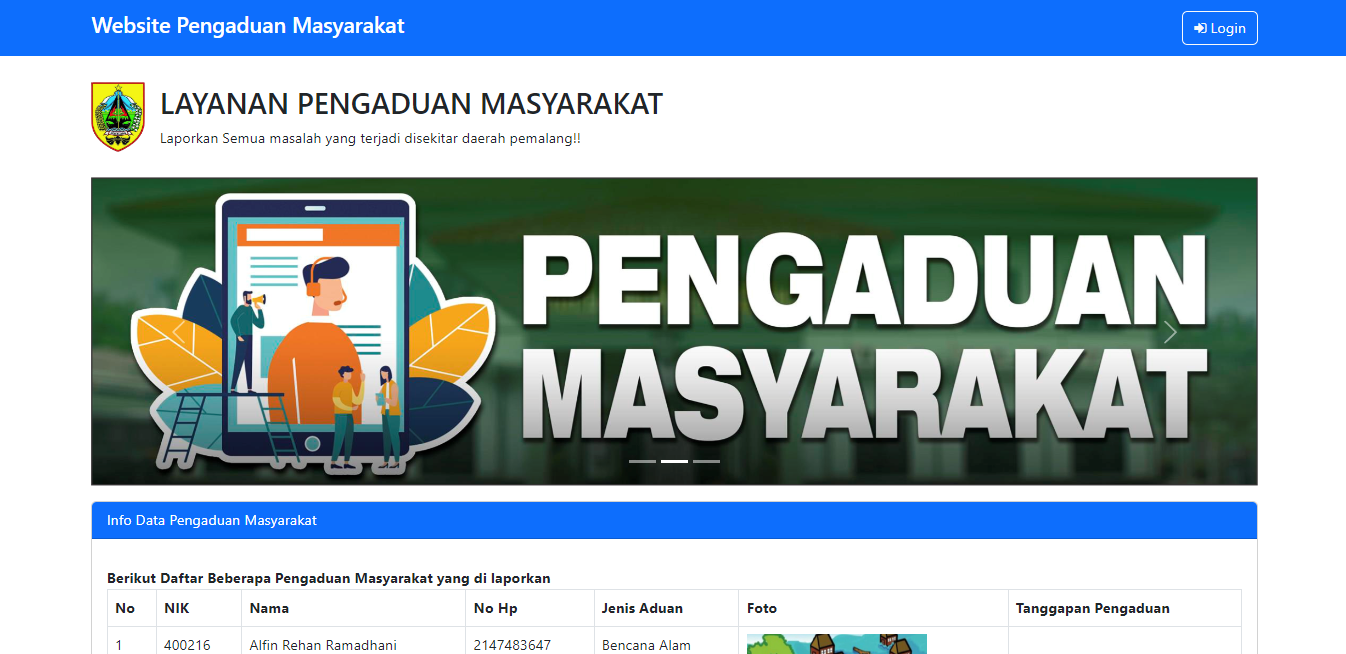 Website Pengaduan Masyarakat
Login
LAYANAN PENGADUAN MASYARAKAT
Laporkan Semua masalah yang terjadi disekitar daerah pemalang!!
PENGADUAN
MASYARAKAT
Info Data Pengaduan Masyarakat
Berikut Daftar Beberapa Pengaduan Masyarakat yang di laporkan
No NIK Nama No Hp Jenis Aduan Foto Tanggapan Pengaduan
1 400216 Alfin Rehan Ramadhani 2147483647 Bencana Alam